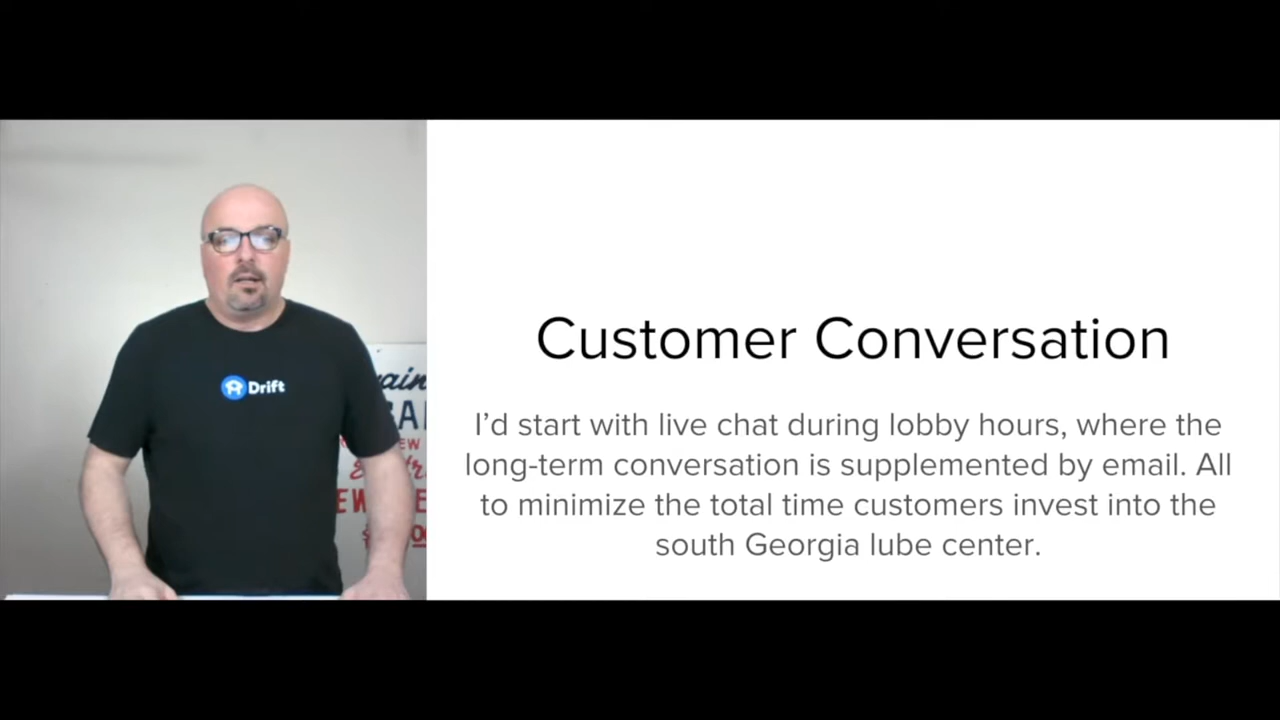 Drift
Customer Conversation
I’d start with live chat during lobby hours, where the
long-term conversation is supplemented by email. All
to minimize the total time customers invest into the
south Georgia lube center.